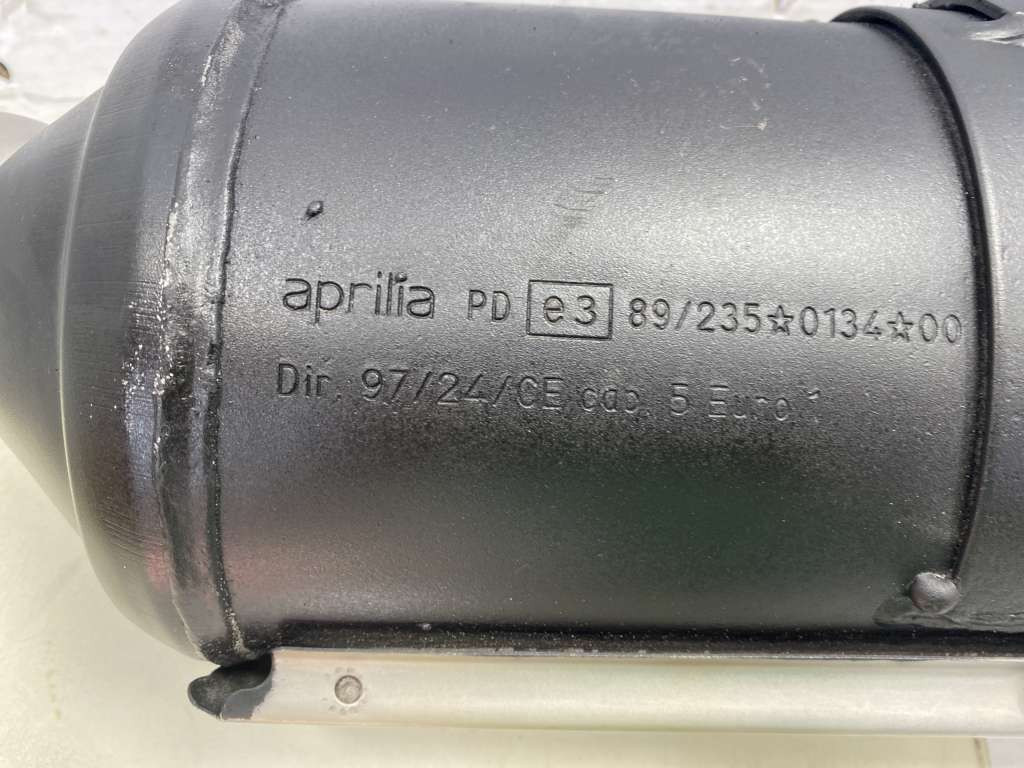 aprilia PD e3 89/235☆0134☆00
Dir. 97/24/CE cap. 5 Euro 1